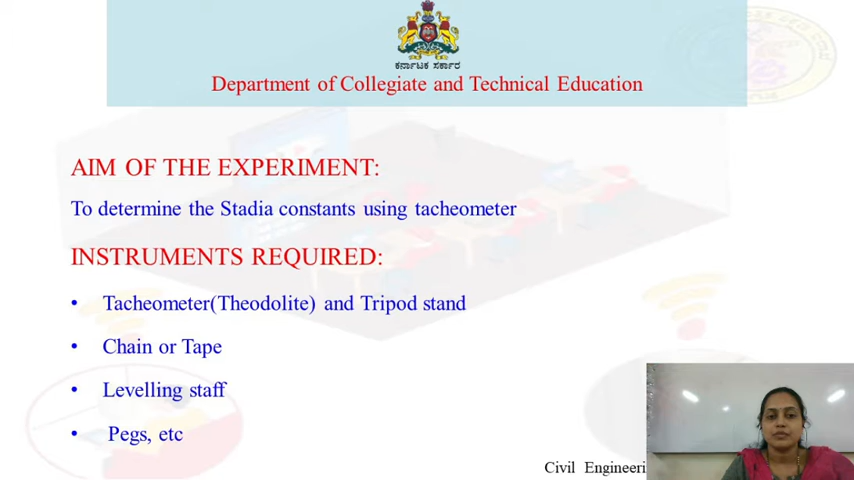 ಕರ್ನಾಟಕ ಸರ್ಕಾರ
Department of Collegiate and Technical Education
AIM OF THE EXPERIMENT:
To determine the Stadia constants using tacheometer
INSTRUMENTS REQUIRED:
• Tacheometer(Theodolite) and Tripod stand
• Chain or Tape
• Levelling staff
• Pegs, etc
Civil Engineeri